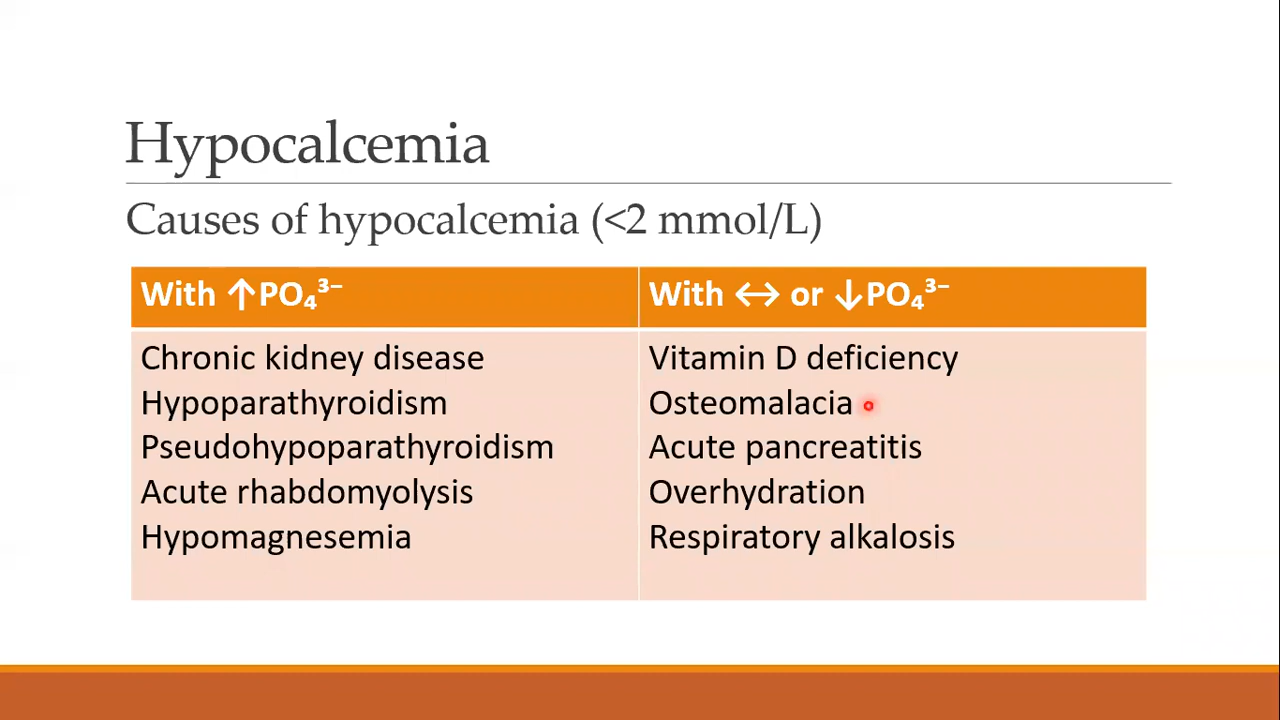 Hypocalcemia
Causes of hypocalcemia (<2 mmol/L)
With ↑PO₄³⁻
With ↔ or ↓PO₄³⁻
Chronic kidney disease
Hypoparathyroidism
Pseudohypoparathyroidism
Acute rhabdomyolysis
Hypomagnesemia
Vitamin D deficiency
Osteomalacia
Acute pancreatitis
Overhydration
Respiratory alkalosis